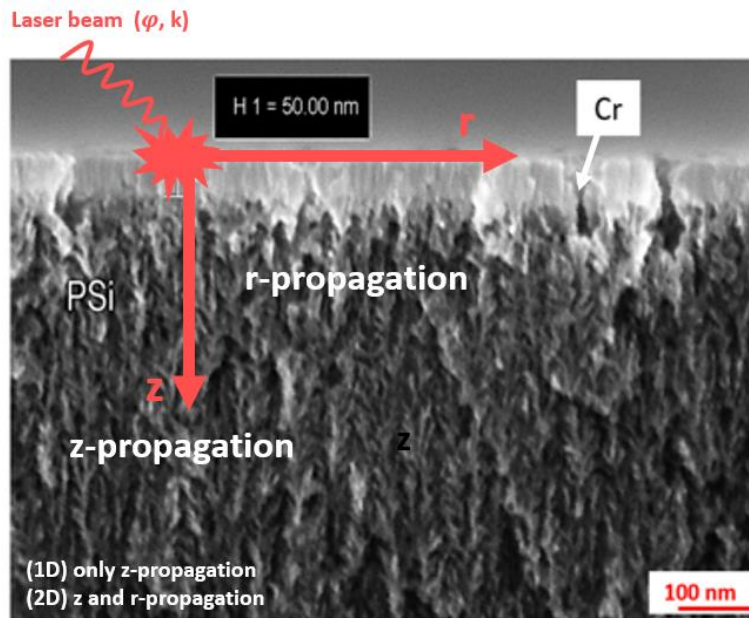 Laser beam (φ, k)
H 1 = 50.00 nm
r
Cr
PSi
r-propagation
z
z-propagation
z
(1D) only z-propagation
(2D) z and r-propagation
100 nm